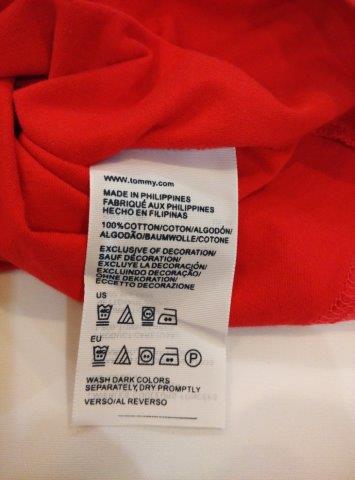 www.tommy.com
MADE IN PHILIPPINES
FABRIQUÉ AUX PHILIPPINES
HECHO EN FILIPINAS
100%COTTON/COTON/ALGODÓN/
ALGODÃO/BAUMWOLLE/COTONE
EXCLUSIVE OF DECORATION/
SAUF DÉCORATION/
EXCLUYE LA DECORACIÓN/
EXCLUINDO DECORAÇÃO/
OHNE DEKORATION/
ECCETTO DECORAZIONE
US
EU
P
WASH DARK COLORS
SEPARATELY, DRY PROMPTLY
VERSO/AL REVERSO